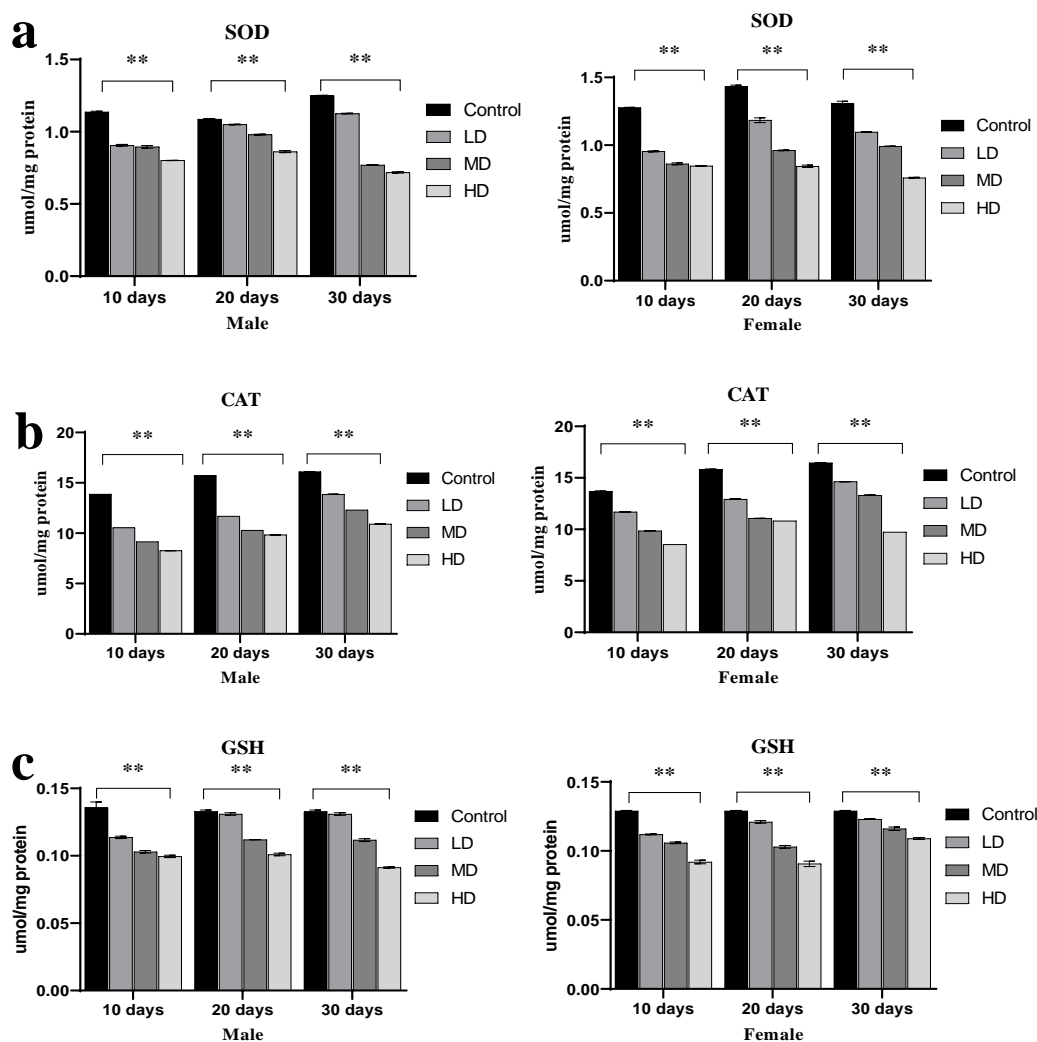 a
SOD
**
**
**
1.5
1.0
0.5
0.0
umol/mg protein
10 days
20 days
30 days
Male
Control
LD
MD
HD
SOD
**
**
**
1.5
1.0
0.5
0.0
umol/mg protein
10 days
20 days
30 days
Female
Control
LD
MD
HD
b
CAT
**
**
**
20
15
10
5
0
umol/mg protein
10 days
20 days
30 days
Male
Control
LD
MD
HD
CAT
**
**
**
20
15
10
5
0
umol/mg protein
10 days
20 days
30 days
Female
Control
LD
MD
HD
c
GSH
**
**
**
0.15
0.10
0.05
0.00
umol/mg protein
10 days
20 days
30 days
Male
Control
LD
MD
HD
GSH
**
**
**
0.15
0.10
0.05
0.00
umol/mg protein
10 days
20 days
30 days
Female
Control
LD
MD
HD